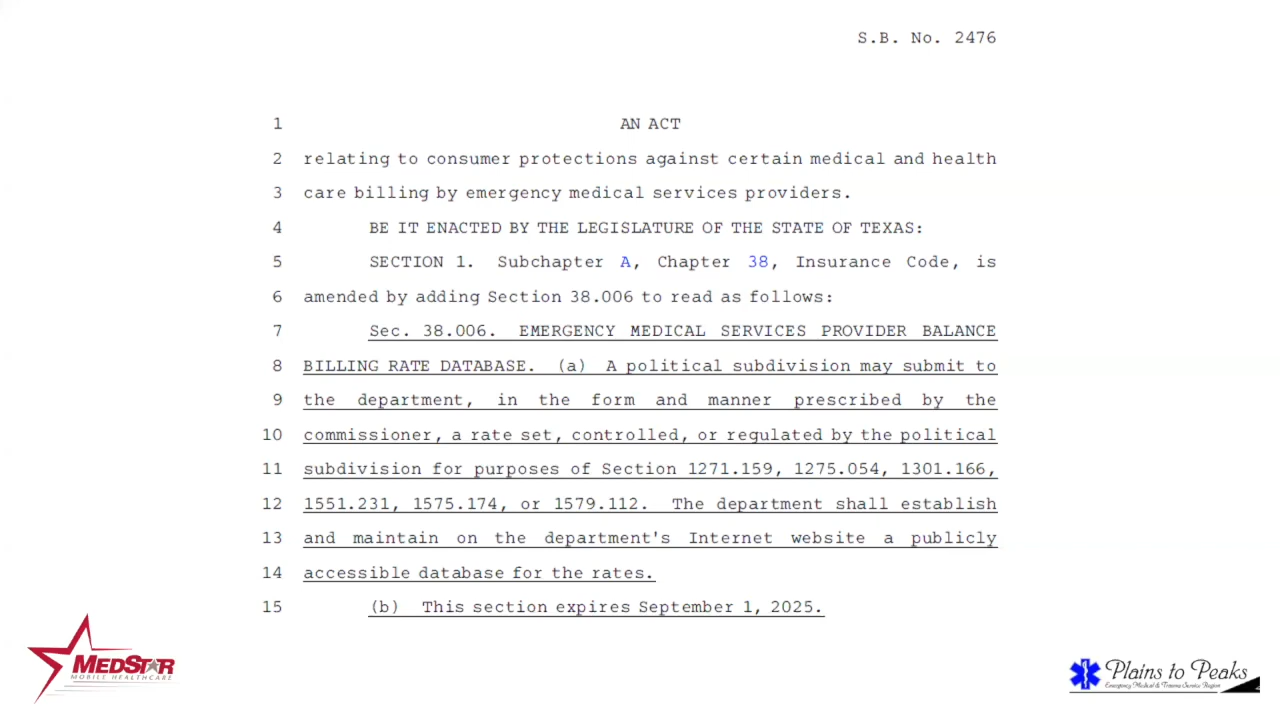 S.B. No. 2476
1 AN ACT
2 relating to consumer protections against certain medical and health
3 care billing by emergency medical services providers.
4 BE IT ENACTED BY THE LEGISLATURE OF THE STATE OF TEXAS:
5 SECTION 1. Subchapter A, Chapter 38, Insurance Code, is
6 amended by adding Section 38.006 to read as follows:
7 Sec. 38.006. EMERGENCY MEDICAL SERVICES PROVIDER BALANCE
8 BILLING RATE DATABASE. (a) A political subdivision may submit to
9 the department, in the form and manner prescribed by the
10 commissioner, a rate set, controlled, or regulated by the political
11 subdivision for purposes of Section 1271.159, 1275.054, 1301.166,
12 1551.231, 1575.174, or 1579.112. The department shall establish
13 and maintain on the department's Internet website a publicly
14 accessible database for the rates.
15 (b) This section expires September 1, 2025.
MEDSTAR
MOBILE HEALTHCARE
Plains to Peaks
Emergency Medical & Trauma Service Region